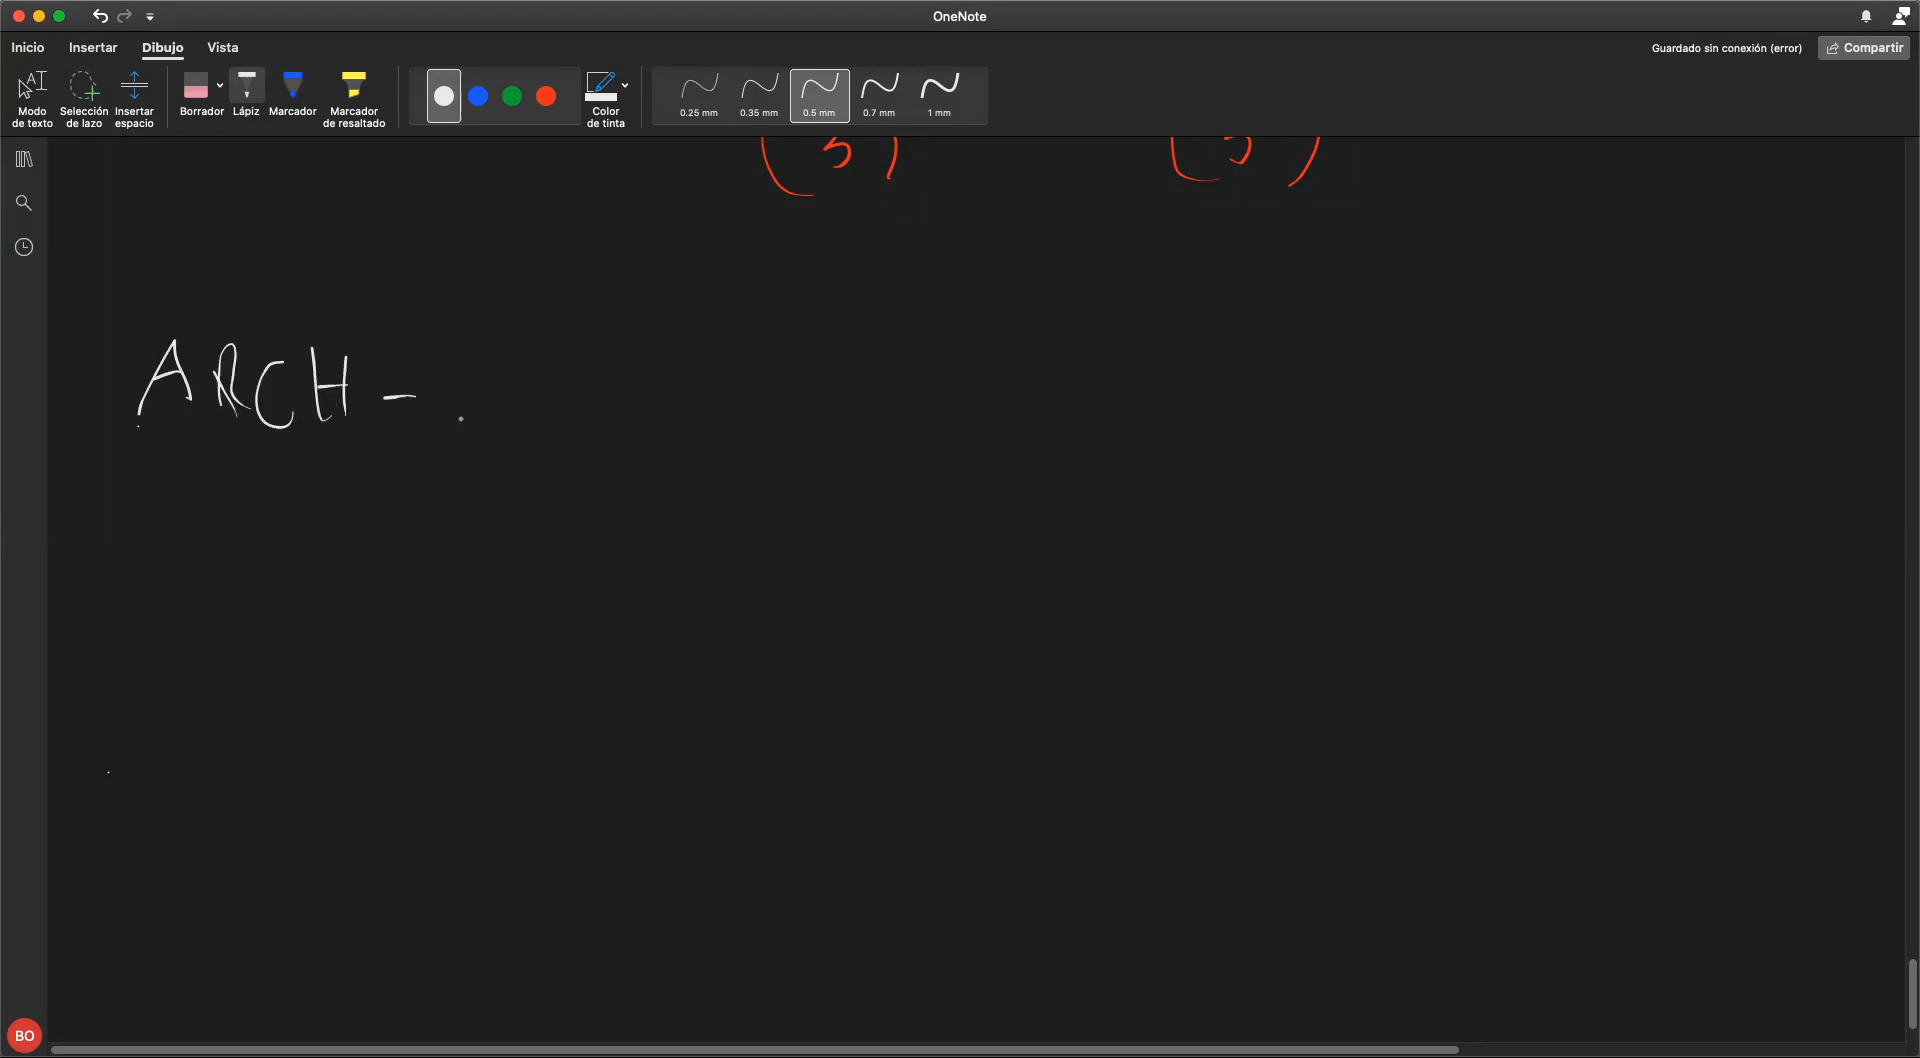 OneNote
Inicio Insertar Dibujo Vista Guardado sin conexión (error) Compartir
Modo de texto
Selección de lazo
Insertar espacio
Borrador
Lápiz
Marcador
Marcador de resaltado
Color de tinta
0.25 mm 0.35 mm 0.5 mm 0.7 mm 1 mm
ARCH -
BO